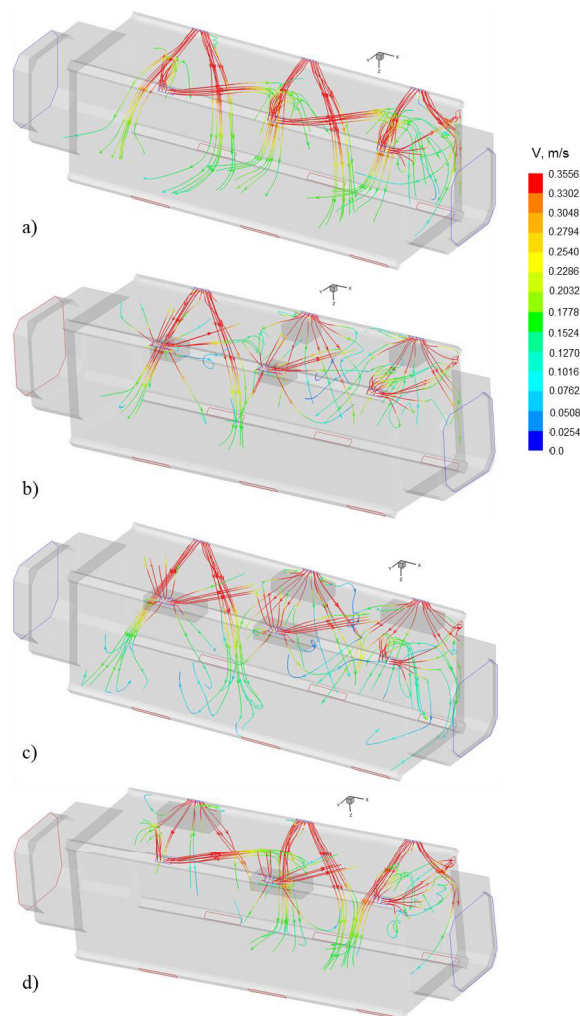 Y X
Z
V, m/s
0.3556
0.3302
0.3048
0.2794
0.2540
0.2286
0.2032
0.1778
0.1524
0.1270
0.1016
0.0762
0.0508
0.0254
0.0
a)
Y X
Z
b)
Y X
Z
c)
Y X
Z
d)